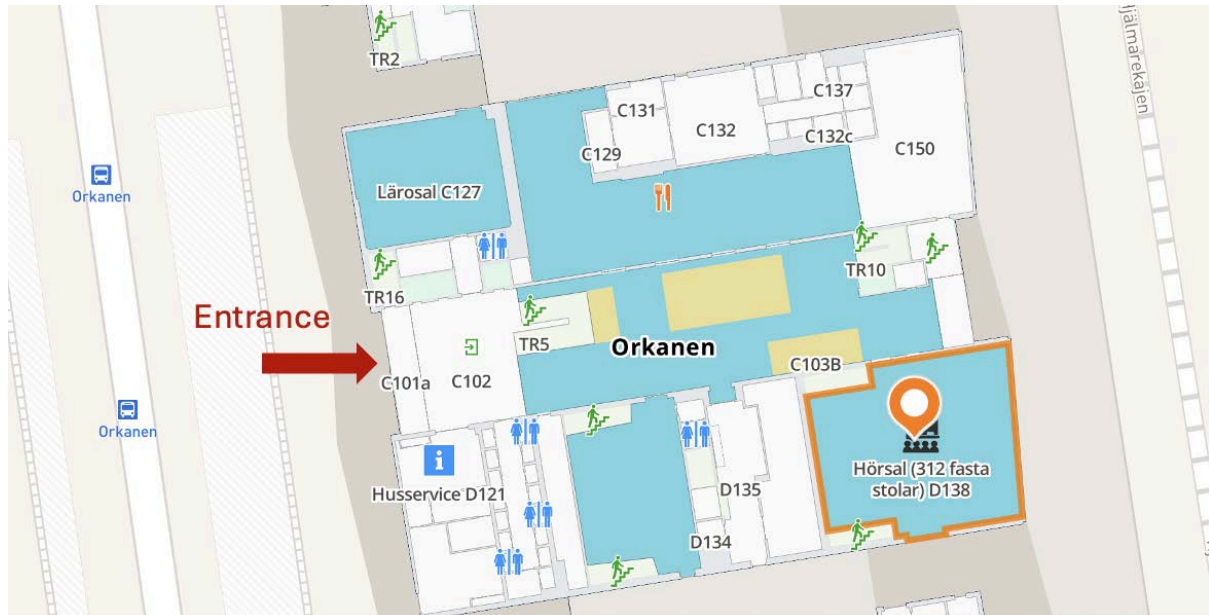 TR2
Hjälmarekajen
C131
C137
C132
C132c
C129
C150
Orkanen
Lärosal C127
TR16
TR10
Entrance
TR5
Orkanen
C103B
C101a
C102
Orkanen
Husservice D121
Hörsal (312 fasta
stolar) D138
D135
D134